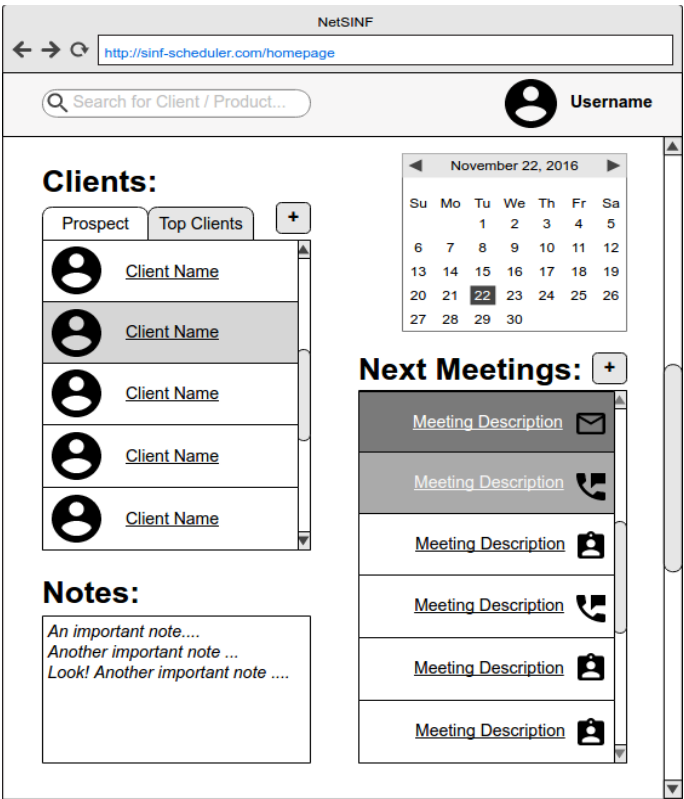 NetSINF
http://sinf-scheduler.com/homepage
Search for Client / Product...
Username
Clients:
Prospect
Top Clients
+
Client Name
Client Name
Client Name
Client Name
Client Name
Notes:
An important note....
Another important note ...
Look! Another important note ....
November 22, 2016
Su Mo Tu We Th Fr Sa
1 2 3 4 5
6 7 8 9 10 11 12
13 14 15 16 17 18 19
20 21 22 23 24 25 26
27 28 29 30
Next Meetings:
+
Meeting Description
Meeting Description
Meeting Description
Meeting Description
Meeting Description
Meeting Description